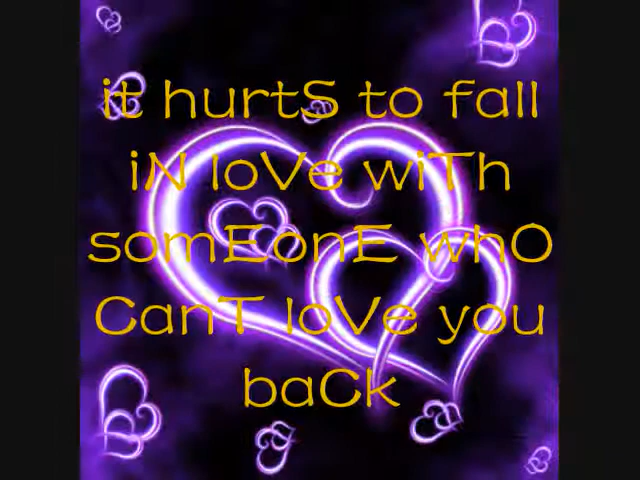 it hurtS to fall
iN loVe wiTh
somEonE whO
CanT loVe you
baCk